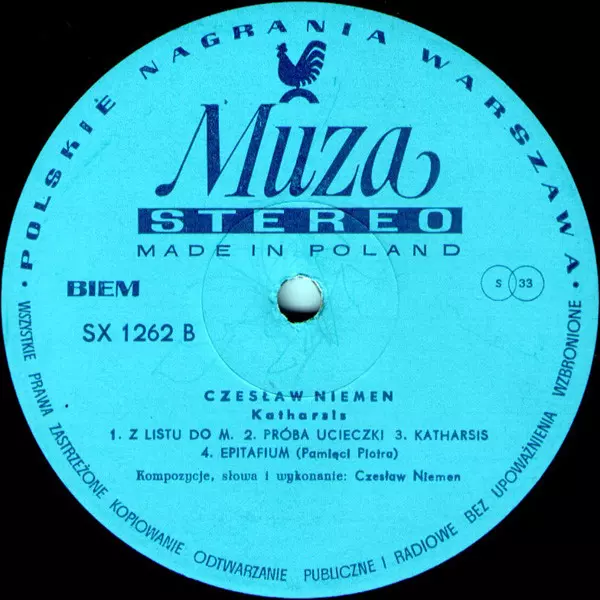 • POLSKIE NAGRANIA WARSZAWA •
Muza
STEREO
MADE IN POLAND
BIEM
S 33
SX 1262 B
CZESŁAW NIEMEN
Katharsis
1. Z LISTU DO M. 2. PRÓBA UCIECZKI 3. KATHARSIS
4. EPITAFIUM (Pamięci Piotra)
Kompozycje, słowa i wykonanie: Czesław Niemen
WSZYSTKIE PRAWA ZASTRZEŻONE KOPIOWANIE ODTWARZANIE PUBLICZNE I RADIOWE BEZ UPOWAŻNIENIA WZBRONIONE